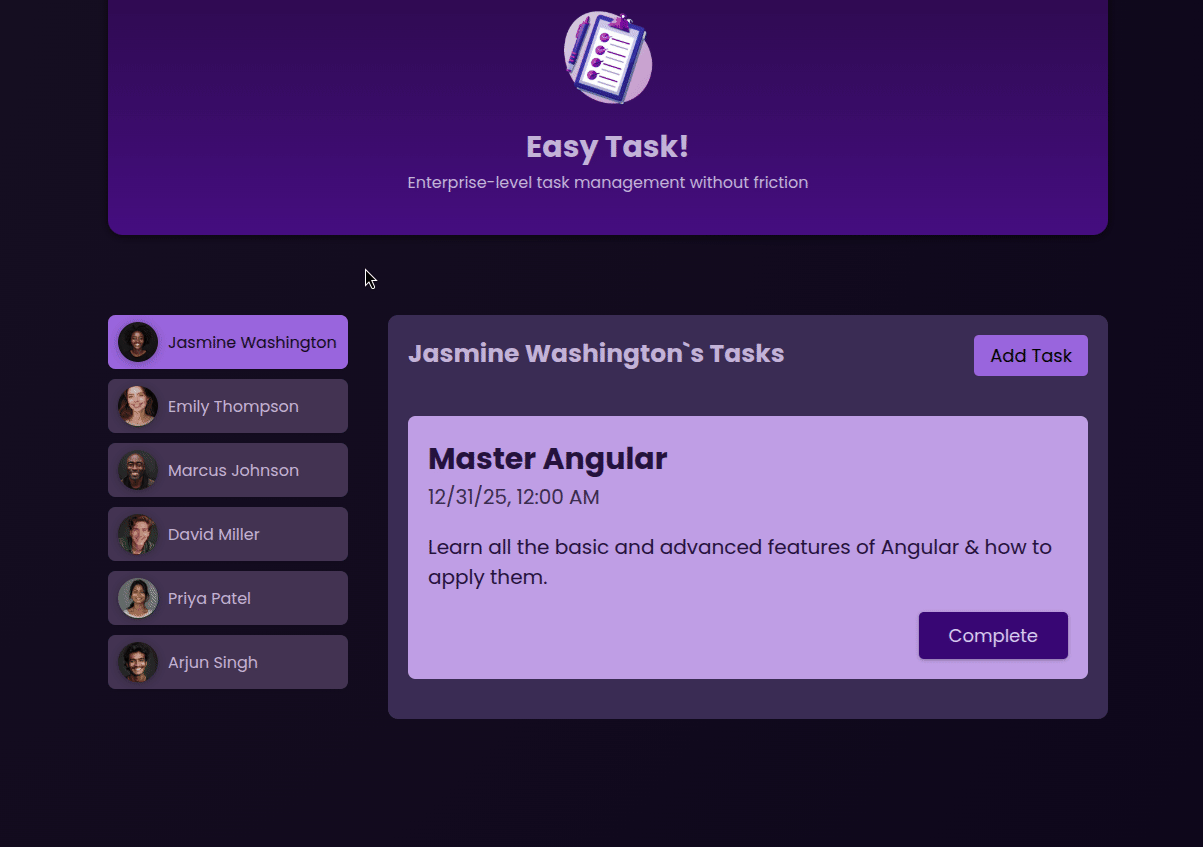 Easy Task!
Enterprise-level task management without friction
Jasmine Washington
Emily Thompson
Marcus Johnson
David Miller
Priya Patel
Arjun Singh
Jasmine Washington`s Tasks
Add Task
Master Angular
12/31/25, 12:00 AM
Learn all the basic and advanced features of Angular & how to
apply them.
Complete